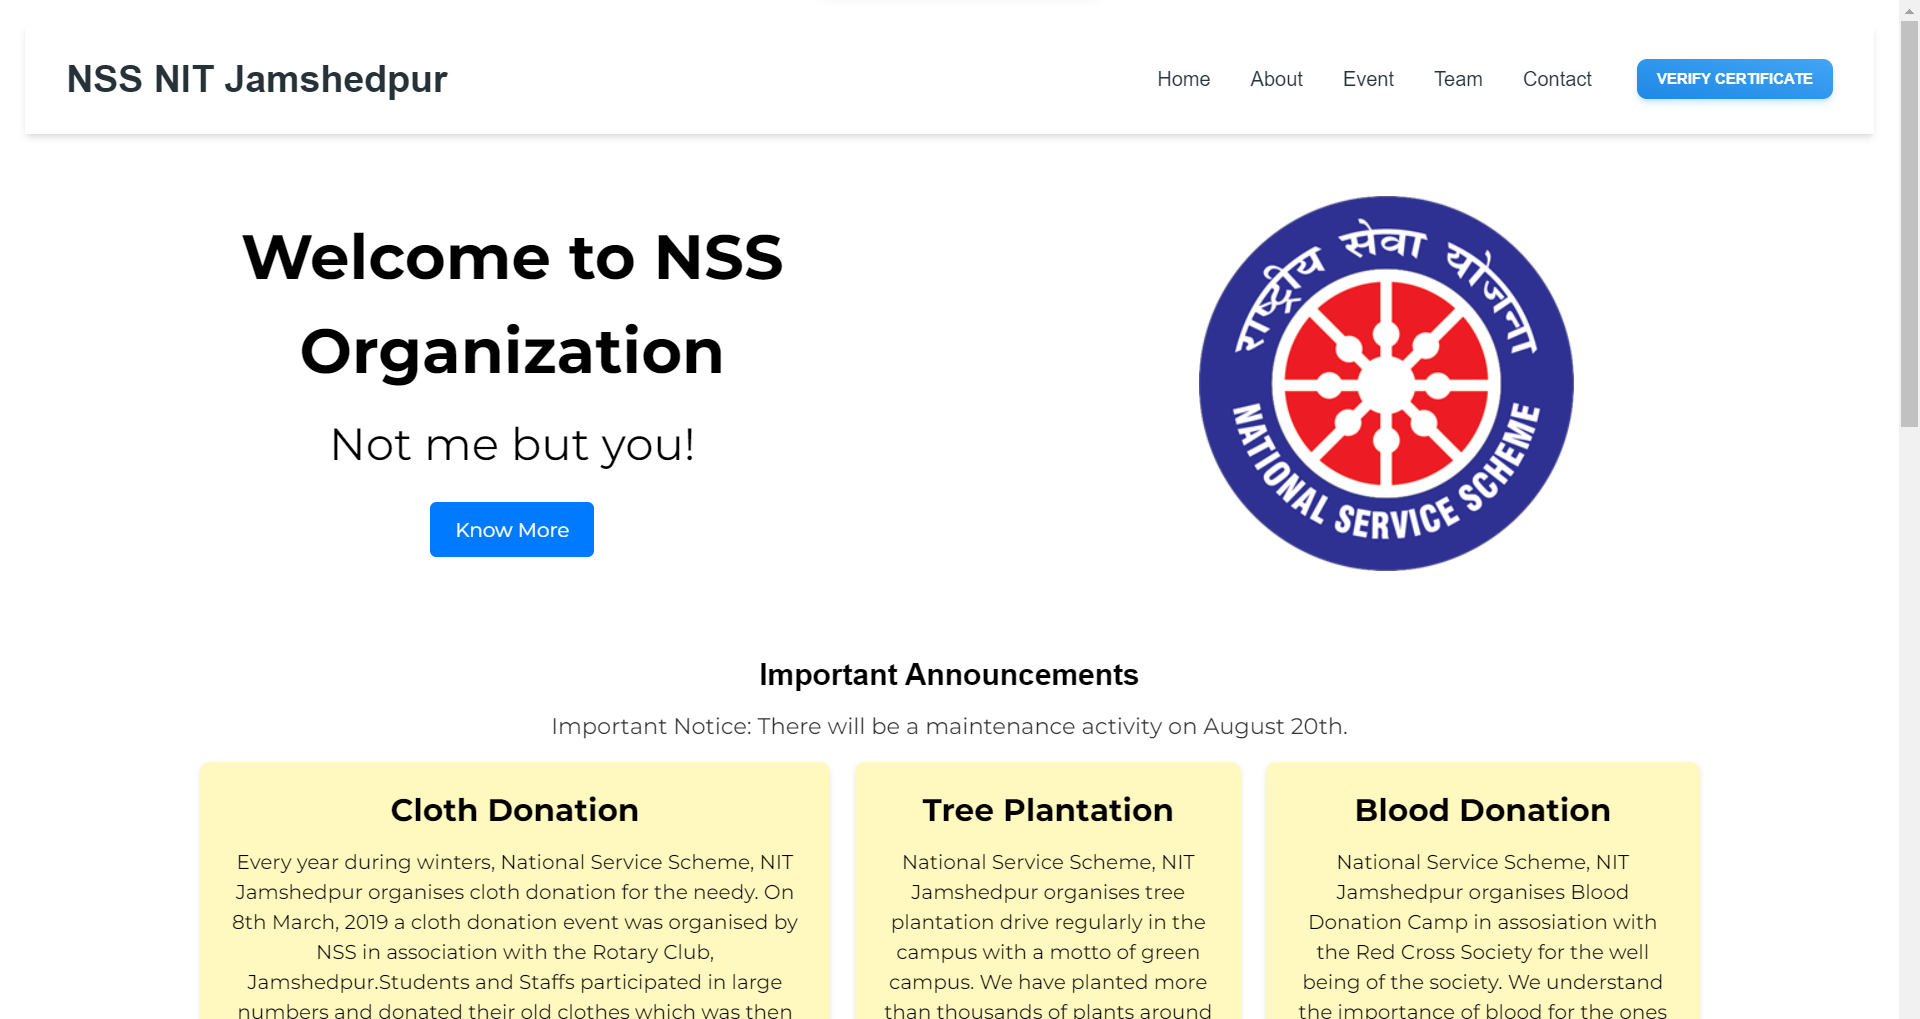 NSS NIT Jamshedpur
Home
About
Event
Team
Contact
VERIFY CERTIFICATE
Welcome to NSS
Organization
Not me but you!
Know More
राष्ट्रीय सेवा योजना
NATIONAL SERVICE SCHEME
Important Announcements
Important Notice: There will be a maintenance activity on August 20th.
Cloth Donation
Every year during winters, National Service Scheme, NIT
Jamshedpur organises cloth donation for the needy. On
8th March, 2019 a cloth donation event was organised by
NSS in association with the Rotary Club,
Jamshedpur.Students and Staffs participated in large
numbers and donated their old clothes which was then
Tree Plantation
National Service Scheme, NIT
Jamshedpur organises tree
plantation drive regularly in the
campus with a motto of green
campus. We have planted more
than thousands of plants around
Blood Donation
National Service Scheme, NIT
Jamshedpur organises Blood
Donation Camp in assosiation with
the Red Cross Society for the well
being of the society. We understand
the importance of blood for the ones